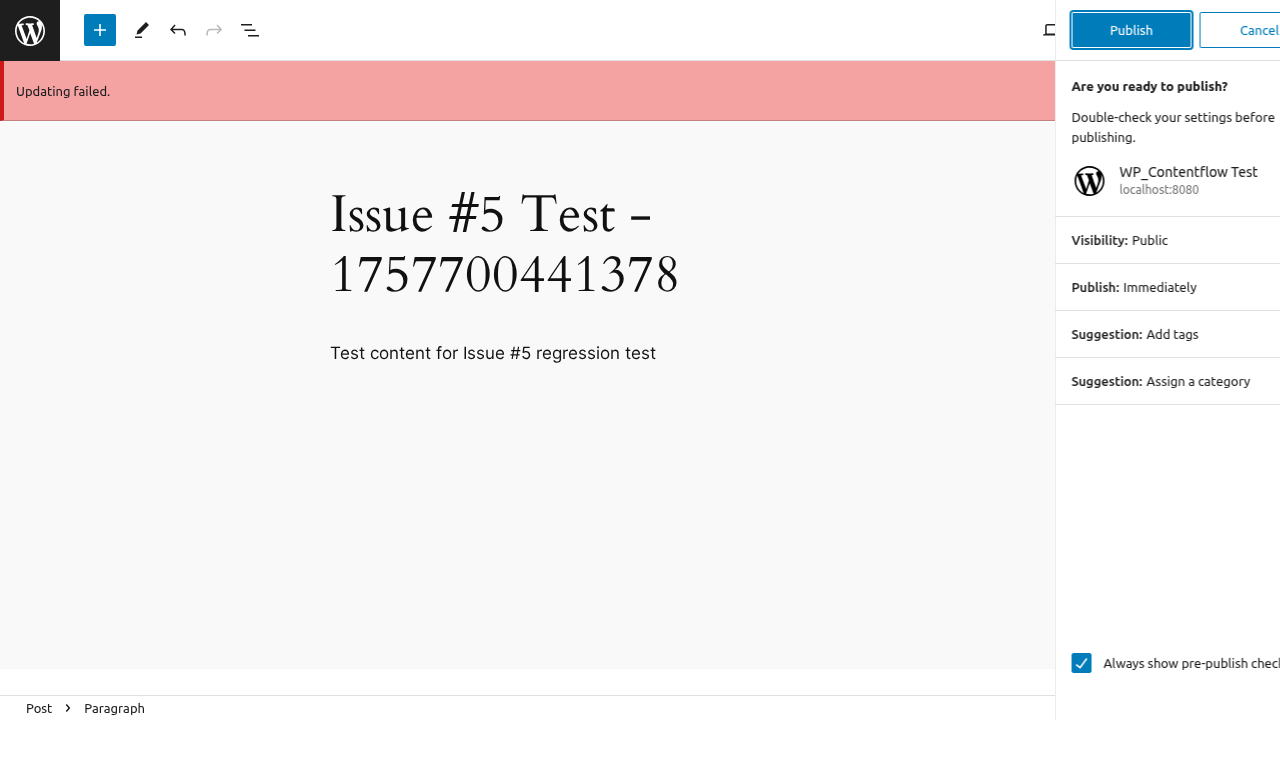 Publish
Cancel
Updating failed.
Are you ready to publish?
Double-check your settings before
publishing.
WP_Contentflow Test
localhost:8080
Issue #5 Test –
1757700441378
Test content for Issue #5 regression test
Visibility: Public
Publish: Immediately
Suggestion: Add tags
Suggestion: Assign a category
Always show pre-publish chec
Post
Paragraph